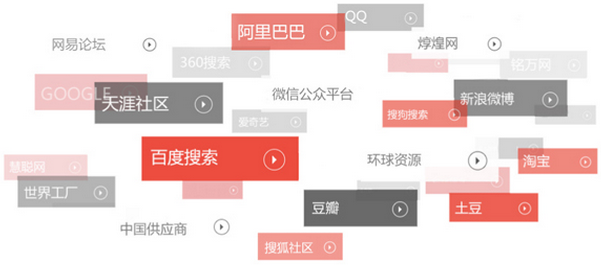 QQ
阿里巴巴
网易论坛
焞煌网
360搜索
铭万网
GOOGLE
天涯社区
微信公众平台
新浪微博
搜狗搜索
爱奇艺
百度搜索
环球资源
淘宝
慧聪网
世界工厂
豆瓣
土豆
中国供应商
搜狐社区